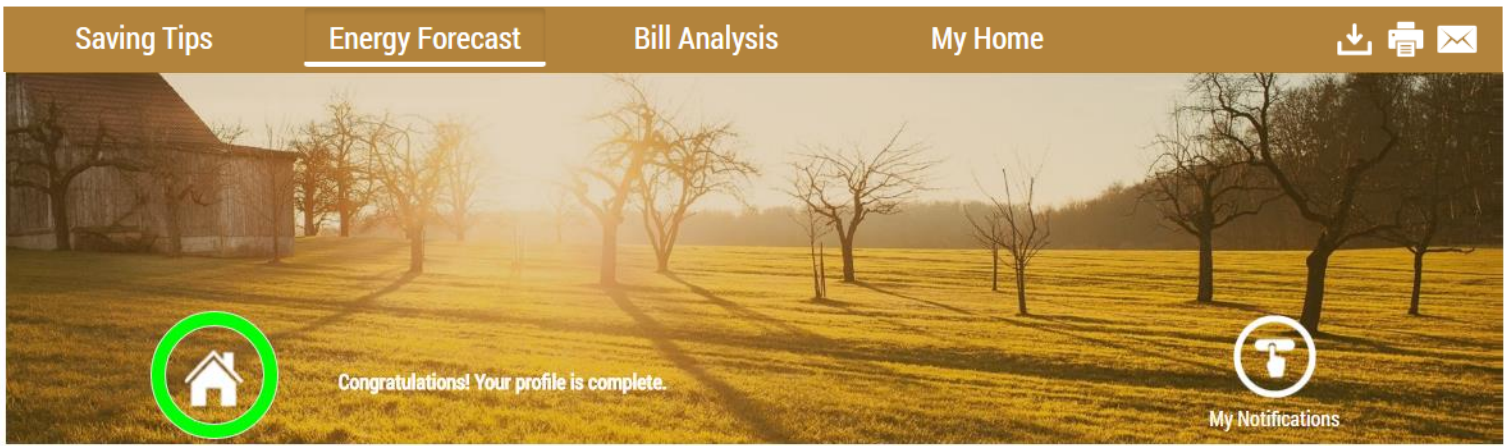 Saving Tips
Energy Forecast
Bill Analysis
My Home
Congratulations! Your profile is complete.
My Notifications